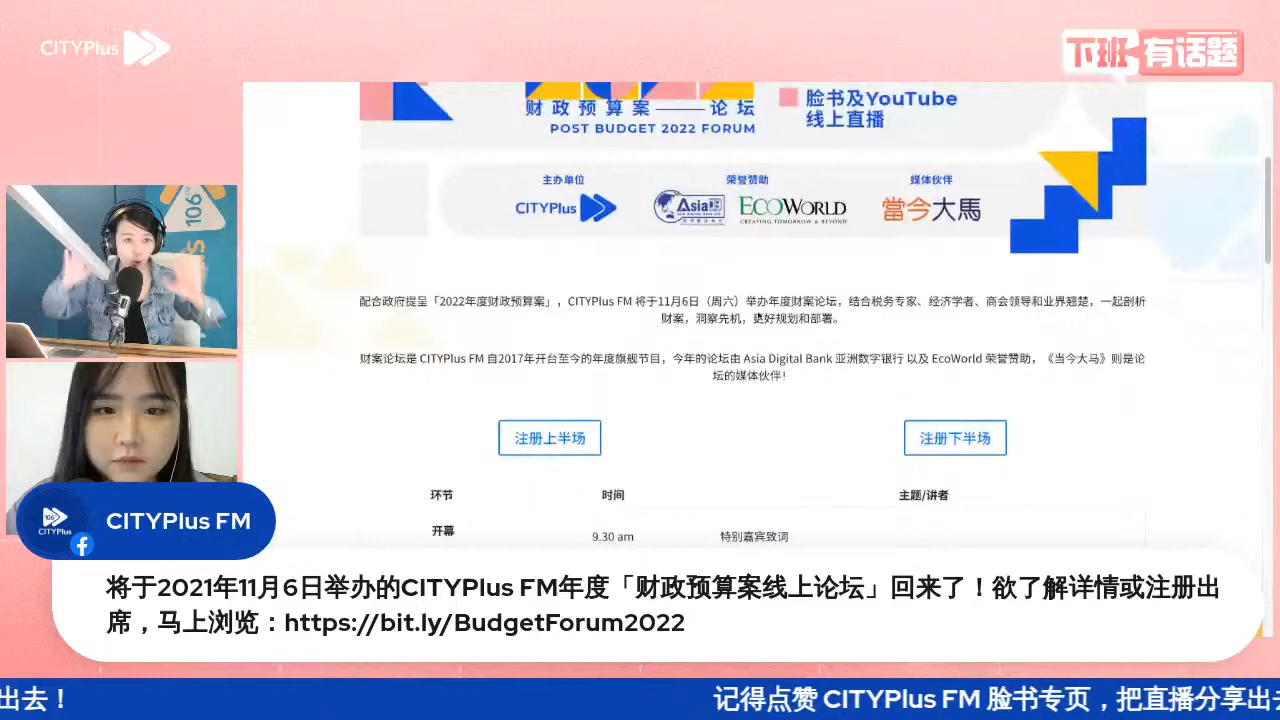 CITYPlus
下班有话题
财政预算案——论坛
POST BUDGET 2022 FORUM
脸书及YouTube
线上直播
主办单位
荣誉赞助
媒体伙伴
CITYPlus
Asia
ECOWORLD
CREATING TOMORROW & BEYOND
當今大馬
106
配合政府提呈「2022年度财政预算案」，CITYPlus FM 将于11月6日（周六）举办年度财案论坛，结合税务专家、经济学者、商会领导和业界翘楚，一起剖析
财案，洞察先机，更好规划和部署。
财案论坛是 CITYPlus FM 自2017年开台至今的年度旗舰节目，今年的论坛由 Asia Digital Bank 亚洲数字银行 以及 EcoWorld 荣誉赞助，《当今大马》则是论
坛的媒体伙伴！
注册上半场
注册下半场
环节
时间
主题/讲者
开幕
9.30 am
特别嘉宾致词
106
CITYPlus
CITYPlus FM
将于2021年11月6日举办的CITYPlus FM年度「财政预算案线上论坛」回来了！欲了解详情或注册出
席，马上浏览：https://bit.ly/BudgetForum2022
出去！
记得点赞 CITYPlus FM 脸书专页，把直播分享出去